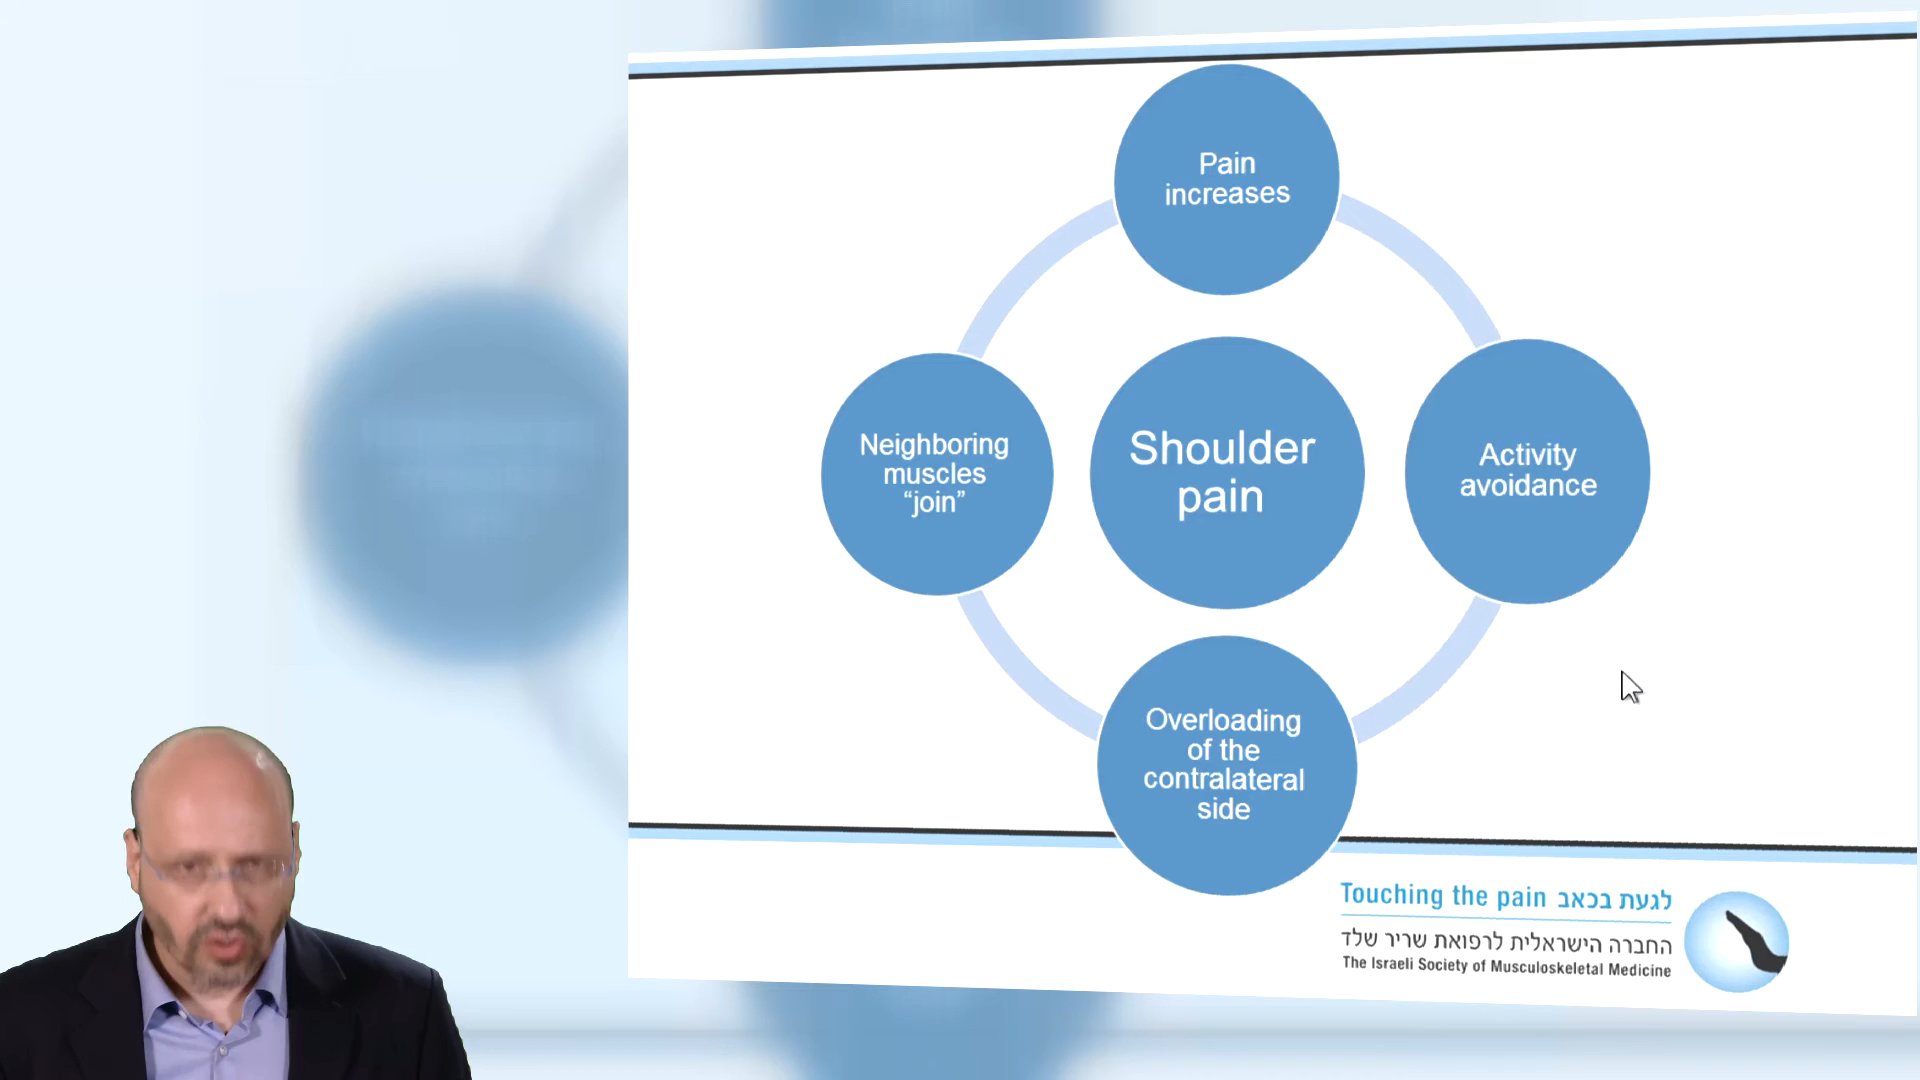 Pain
increases
Neighboring
muscles
“join”
Shoulder
pain
Activity
avoidance
Overloading
of the
contralateral
side
Touching the pain לגעת בכאב
החברה הישראלית לרפואת שריר שלד
The Israeli Society of Musculoskeletal Medicine